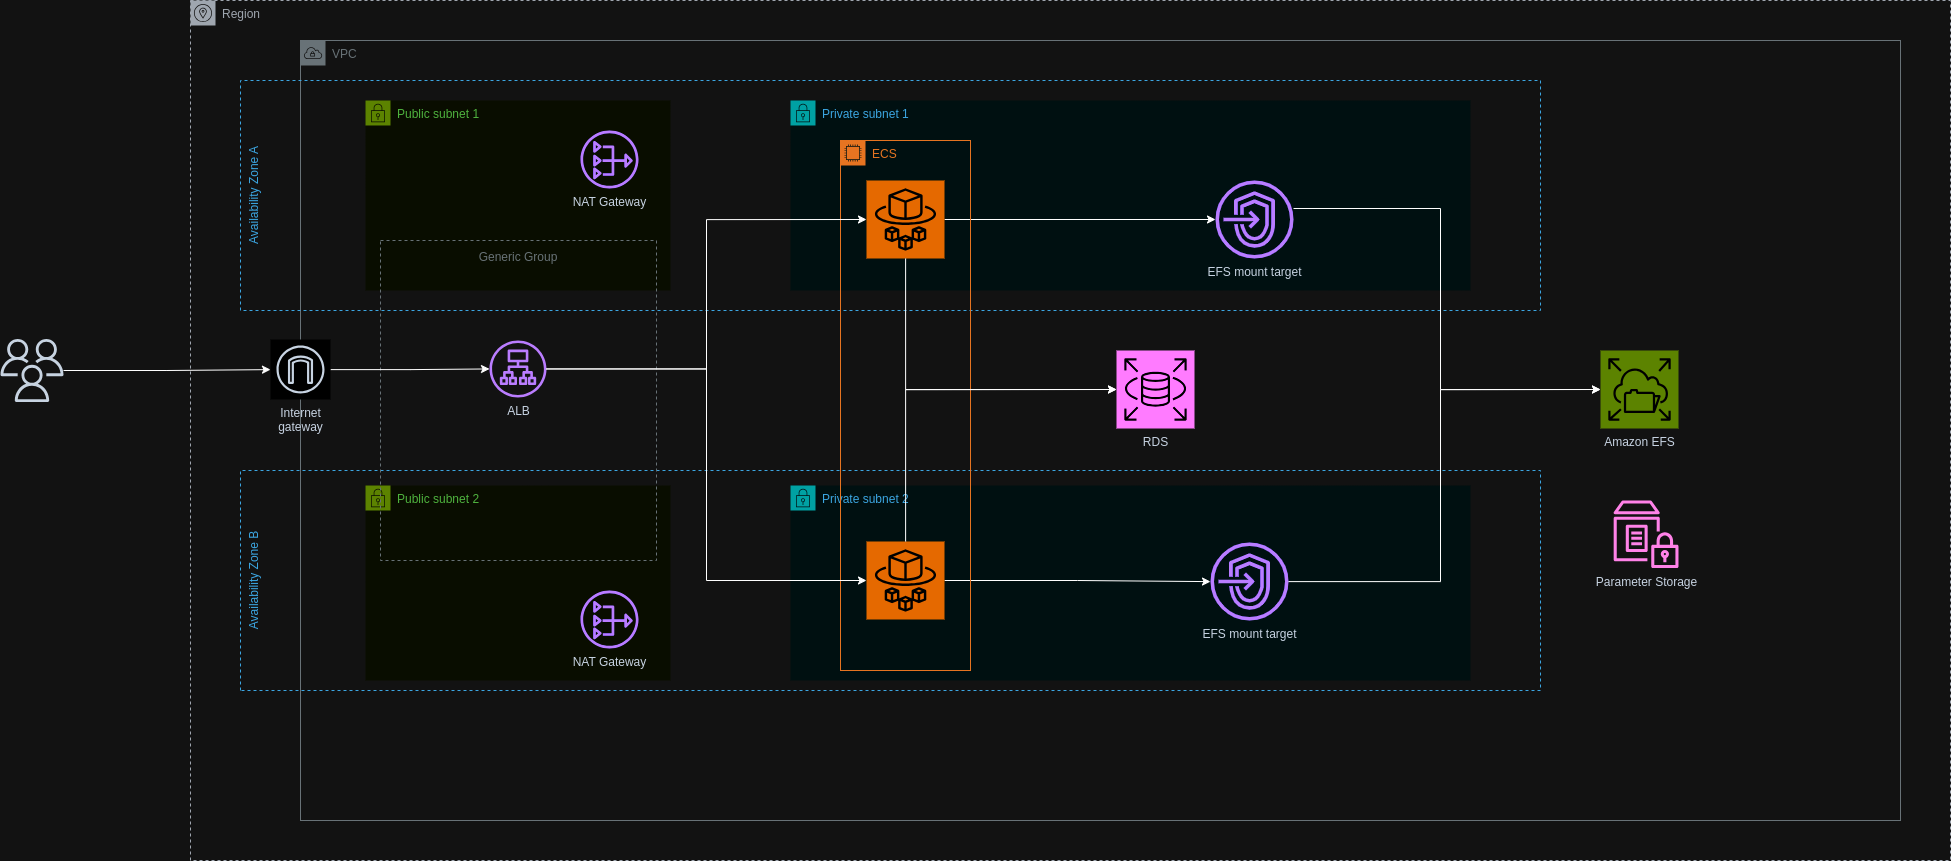 Region
VPC
Availability Zone A
Public subnet 1
NAT Gateway
Generic Group
Private subnet 1
ECS
EFS mount target
Internet
gateway
ALB
RDS
Amazon EFS
Availability Zone B
Public subnet 2
NAT Gateway
Private subnet 2
EFS mount target
Parameter Storage